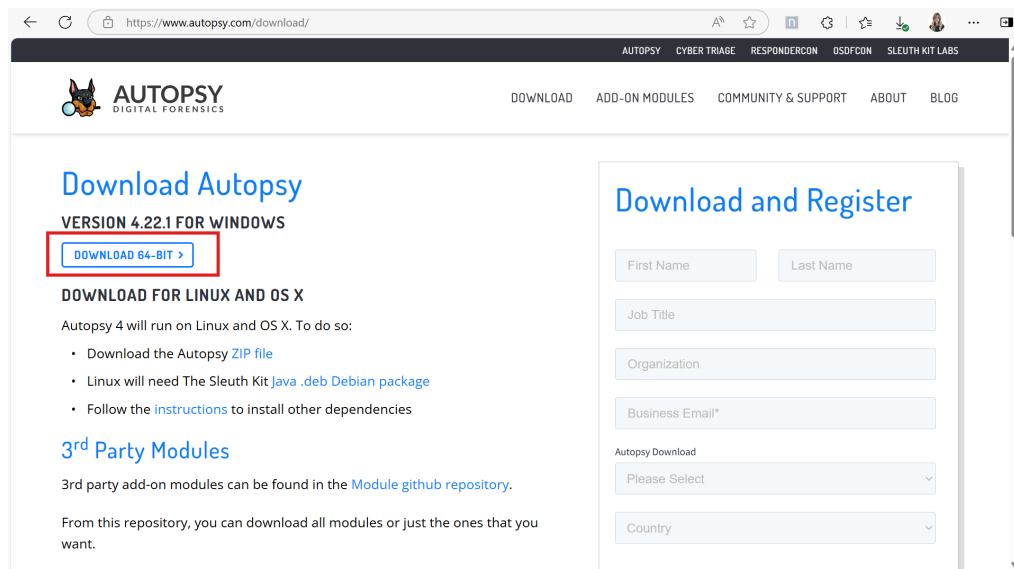 https://www.autopsy.com/download/
AUTOPSY CYBER TRIAGE RESPONDERCON OSDFCON SLEUTH KIT LABS
AUTOPSY
DIGITAL FORENSICS
DOWNLOAD ADD-ON MODULES COMMUNITY & SUPPORT ABOUT BLOG
Download Autopsy
VERSION 4.22.1 FOR WINDOWS
DOWNLOAD 64-BIT >
DOWNLOAD FOR LINUX AND OS X
Autopsy 4 will run on Linux and OS X. To do so:
• Download the Autopsy ZIP file
• Linux will need The Sleuth Kit Java .deb Debian package
• Follow the instructions to install other dependencies
3rd Party Modules
3rd party add-on modules can be found in the Module github repository.
From this repository, you can download all modules or just the ones that you
want.
Download and Register
First Name Last Name
Job Title
Organization
Business Email*
Autopsy Download
Please Select
Country